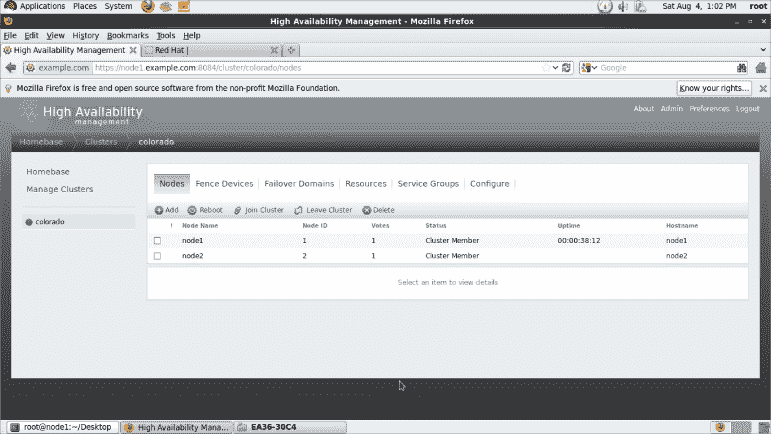 Applications Places System Sat Aug 4, 1:02 PM root
High Availability Management - Mozilla Firefox
File Edit View History Bookmarks Tools Help
High Availability Management Red Hat |
example.com https://node1.example.com:8084/cluster/colorado/nodes Google
Mozilla Firefox is free and open source software from the non-profit Mozilla Foundation. Know your rights...
High Availability
management
About Admin Preferences Logout
Homebase Clusters colorado
Homebase
Manage Clusters
colorado
Nodes Fence Devices Failover Domains Resources Service Groups Configure
Add Reboot Join Cluster Leave Cluster Delete
! Node Name Node ID Votes Status Uptime Hostname
node1 1 1 Cluster Member 00:00:38:12 node1
node2 2 1 Cluster Member node2
Select an item to view details
root@node1:~/Desktop High Availability Mana... EA36-30C4